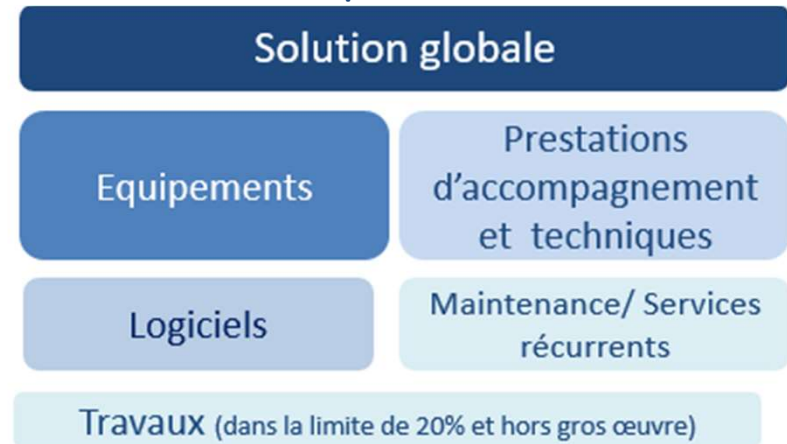 Solution globale
Equipements
Prestations
d'accompagnement
et techniques
Logiciels
Maintenance/ Services
récurrents
Travaux (dans la limite de 20% et hors gros œuvre)